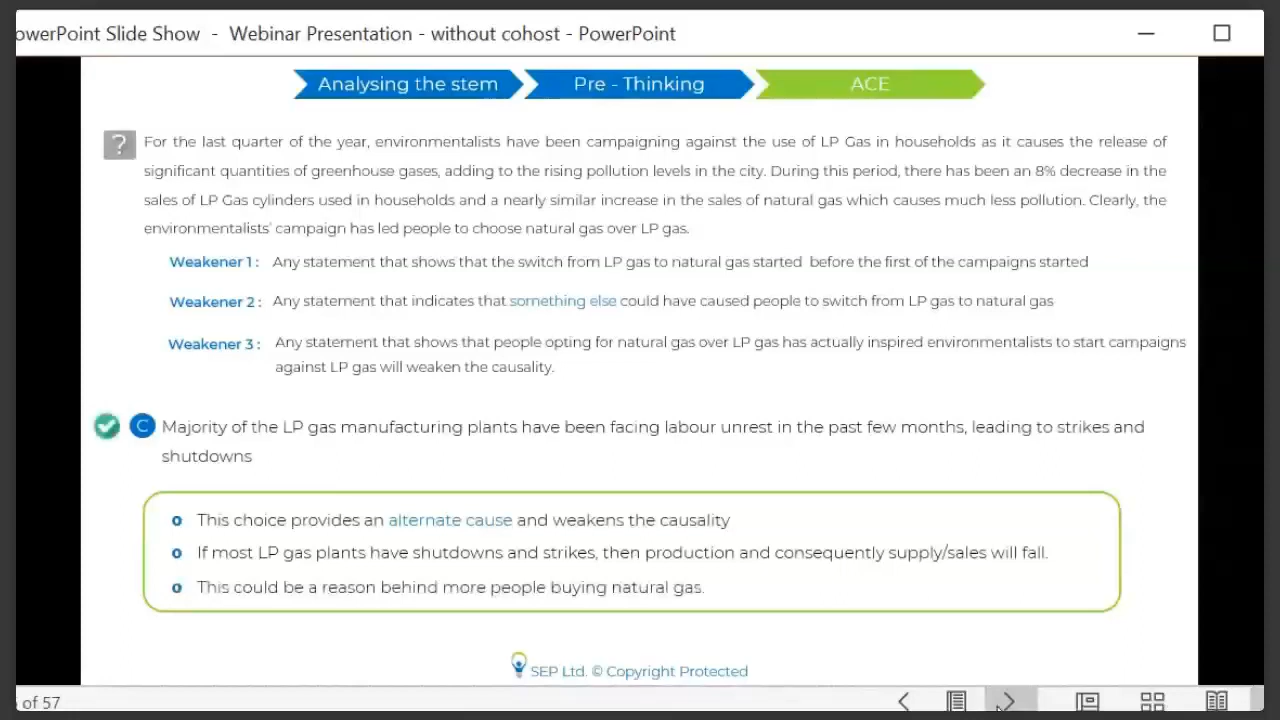 owerPoint Slide Show - Webinar Presentation - without cohost - PowerPoint
Analysing the stem Pre - Thinking ACE
? For the last quarter of the year, environmentalists have been campaigning against the use of LP Gas in households as it causes the release of
significant quantities of greenhouse gases, adding to the rising pollution levels in the city. During this period, there has been an 8% decrease in the
sales of LP Gas cylinders used in households and a nearly similar increase in the sales of natural gas which causes much less pollution. Clearly, the
environmentalists' campaign has led people to choose natural gas over LP gas.
Weakener 1 : Any statement that shows that the switch from LP gas to natural gas started before the first of the campaigns started
Weakener 2 : Any statement that indicates that something else could have caused people to switch from LP gas to natural gas
Weakener 3 : Any statement that shows that people opting for natural gas over LP gas has actually inspired environmentalists to start campaigns
against LP gas will weaken the causality.
C Majority of the LP gas manufacturing plants have been facing labour unrest in the past few months, leading to strikes and
shutdowns
o This choice provides an alternate cause and weakens the causality
o If most LP gas plants have shutdowns and strikes, then production and consequently supply/sales will fall.
o This could be a reason behind more people buying natural gas.
SEP Ltd. © Copyright Protected
of 57